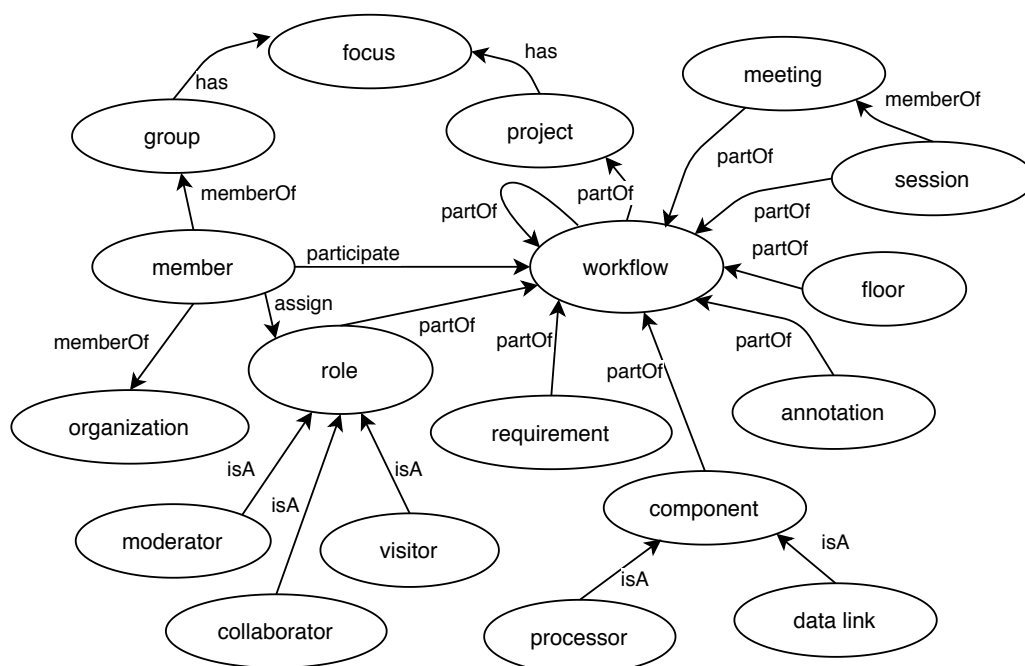 focus
meeting
has
has
memberOf
group
project
partOf
session
memberOf
partOf
partOf
partOf
member
participate
workflow
partOf
floor
assign
memberOf
partOf
partOf
partOf
role
partOf
organization
requirement
annotation
isA
isA
isA
component
moderator
visitor
isA
isA
collaborator
processor
data link